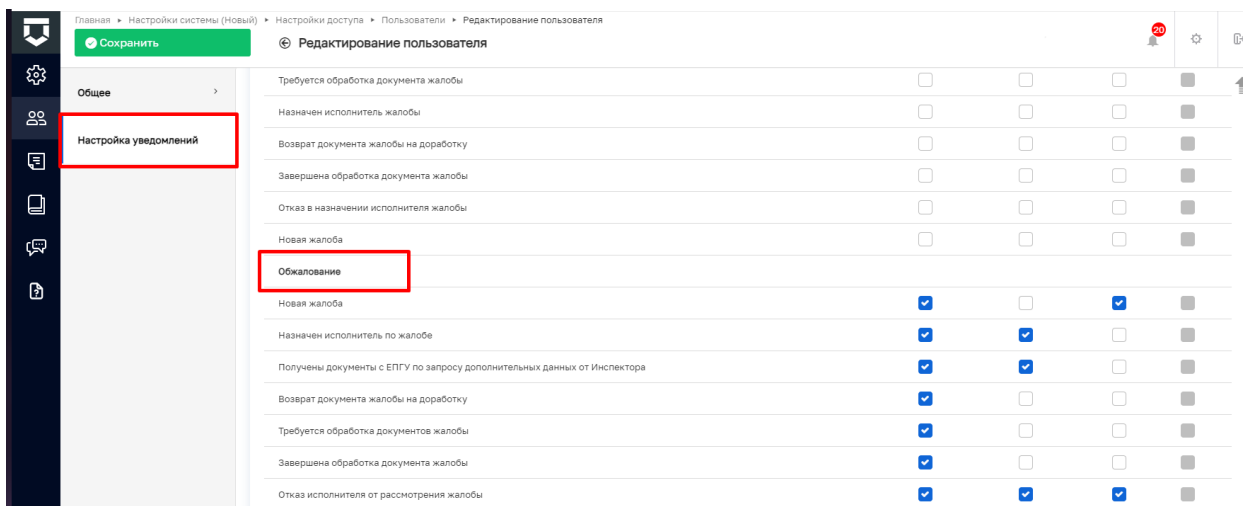 Главная ▸ Настройки системы (Новый) ▸ Настройки доступа ▸ Пользователи ▸ Редактирование пользователя
Сохранить
Редактирование пользователя
20
Общее
Настройка уведомлений
Требуется обработка документа жалобы
Назначен исполнитель жалобы
Возврат документа жалобы на доработку
Завершена обработка документа жалобы
Отказ в назначении исполнителя жалобы
Новая жалоба
Обжалование
Новая жалоба
Назначен исполнитель по жалобе
Получены документы с ЕПГУ по запросу дополнительных данных от Инспектора
Возврат документа жалобы на доработку
Требуется обработка документов жалобы
Завершена обработка документа жалобы
Отказ исполнителя от рассмотрения жалобы